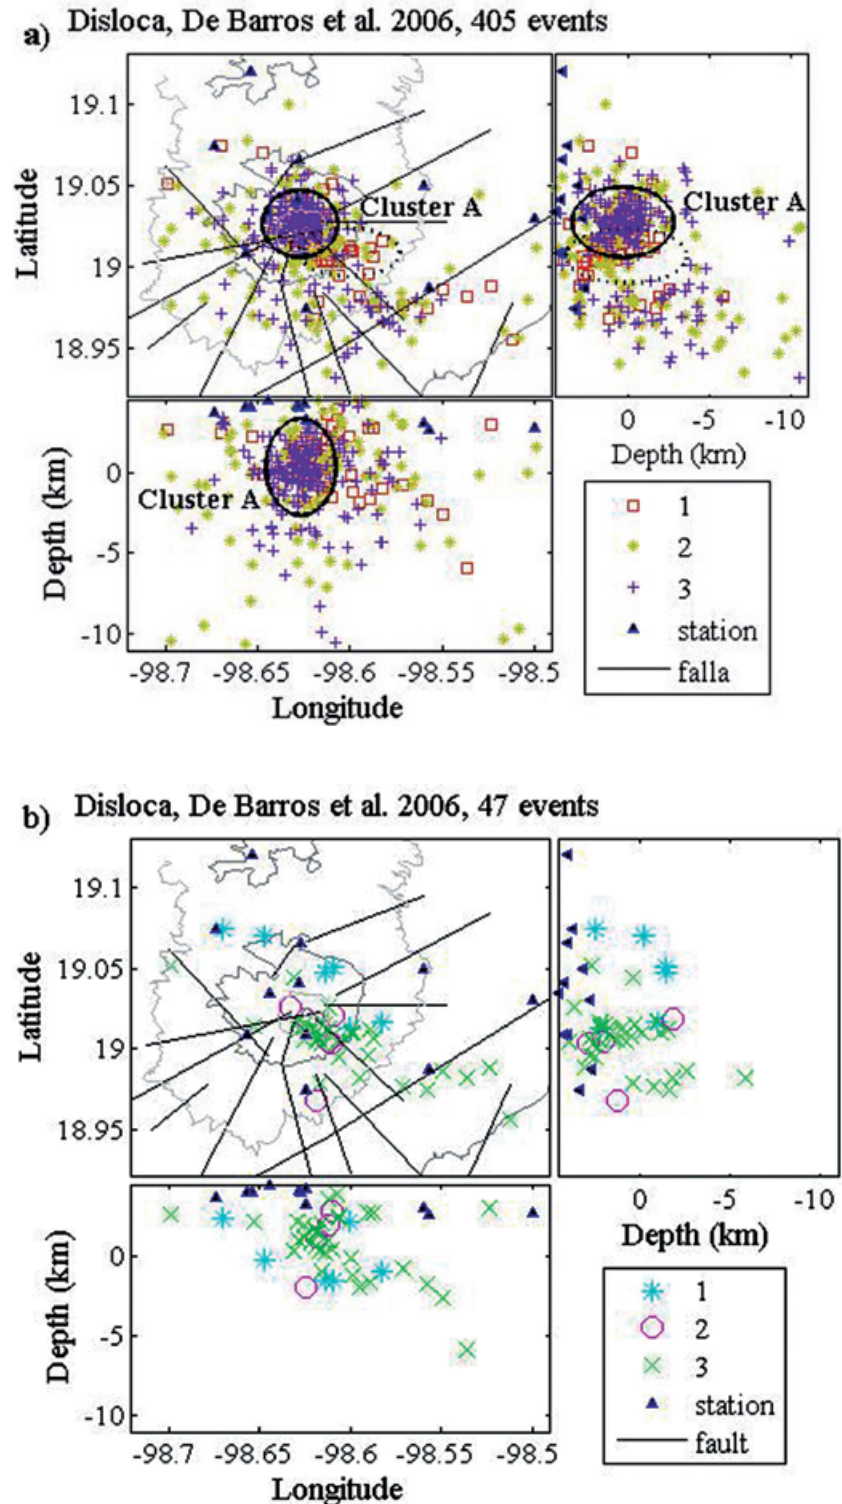 a) Disloca, De Barros et al. 2006, 405 events
19.1
19.05
19
18.95
Latitude
Cluster A
Cluster A
0 -5 -10
Depth (km)
0
-5
-10
Depth (km)
Cluster A
-98.7 -98.65 -98.6 -98.55 -98.5
Longitude
1
2
3
station
falla
b) Disloca, De Barros et al. 2006, 47 events
19.1
19.05
19
18.95
Latitude
0 -5 -10
Depth (km)
0
-5
-10
Depth (km)
-98.7 -98.65 -98.6 -98.55 -98.5
Longitude
1
2
3
station
fault